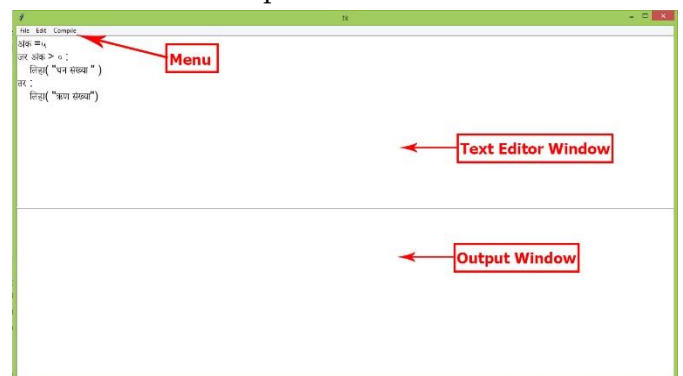 tk
File Edit Compile
अंक =५
जर अंक > ० :
लिहा( "धन संख्या " )
तर :
लिहा( "ऋण संख्या")
Menu
Text Editor Window
Output Window